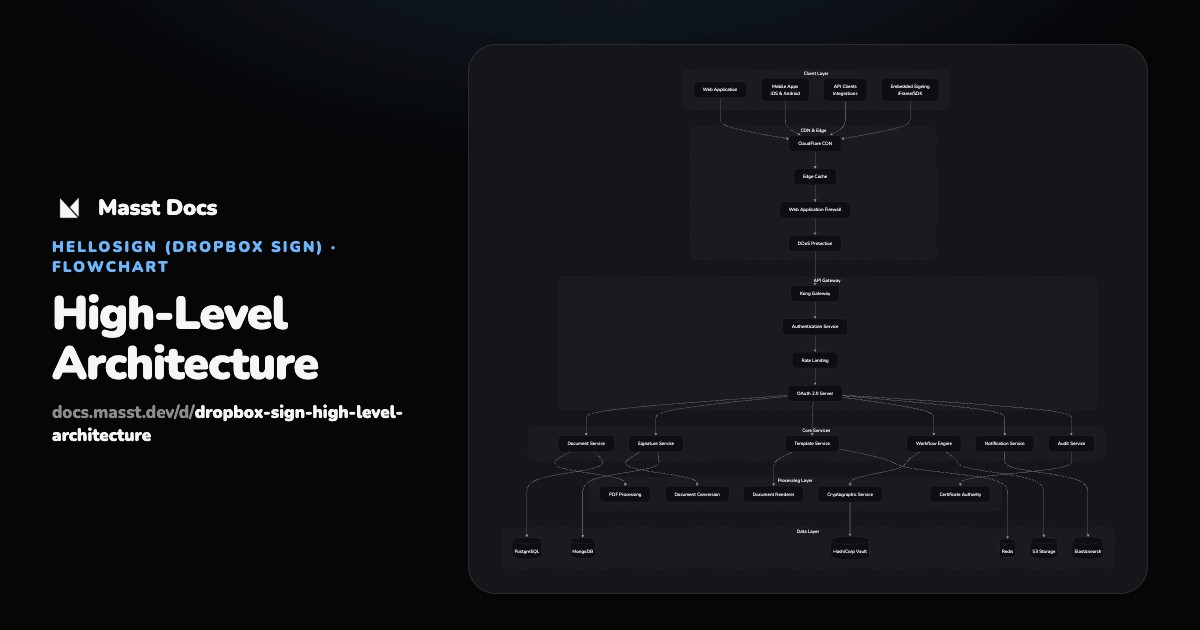 Masst Docs
HELLOSIGN (DROPBOX SIGN) ·
FLOWCHART
High-Level
Architecture
docs.masst.dev/d/dropbox-sign-high-level-
architecture
Client Layer
Web Application
Mobile Apps
iOS & Android
API Clients
Integrations
Embedded Signing
iFrame/SDK
CDN & Edge
CloudFlare CDN
Edge Cache
Web Application Firewall
DDoS Protection
API Gateway
Kong Gateway
Authentication Service
Rate Limiting
OAuth 2.0 Server
Core Services
Document Service
Signature Service
Template Service
Workflow Engine
Notification Service
Audit Service
Processing Layer
PDF Processing
Document Conversion
Document Renderer
Cryptographic Service
Certificate Authority
Data Layer
PostgreSQL
MongoDB
HashiCorp Vault
Redis
S3 Storage
Elasticsearch